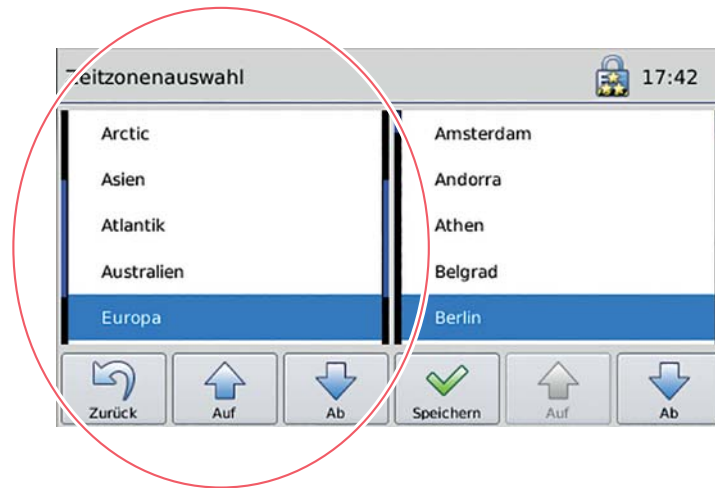 Zeitzonenauswahl 17:42
Arctic
Asien
Atlantik
Australien
Europa
Amsterdam
Andorra
Athen
Belgrad
Berlin
Zurück Auf Ab Speichern Auf Ab